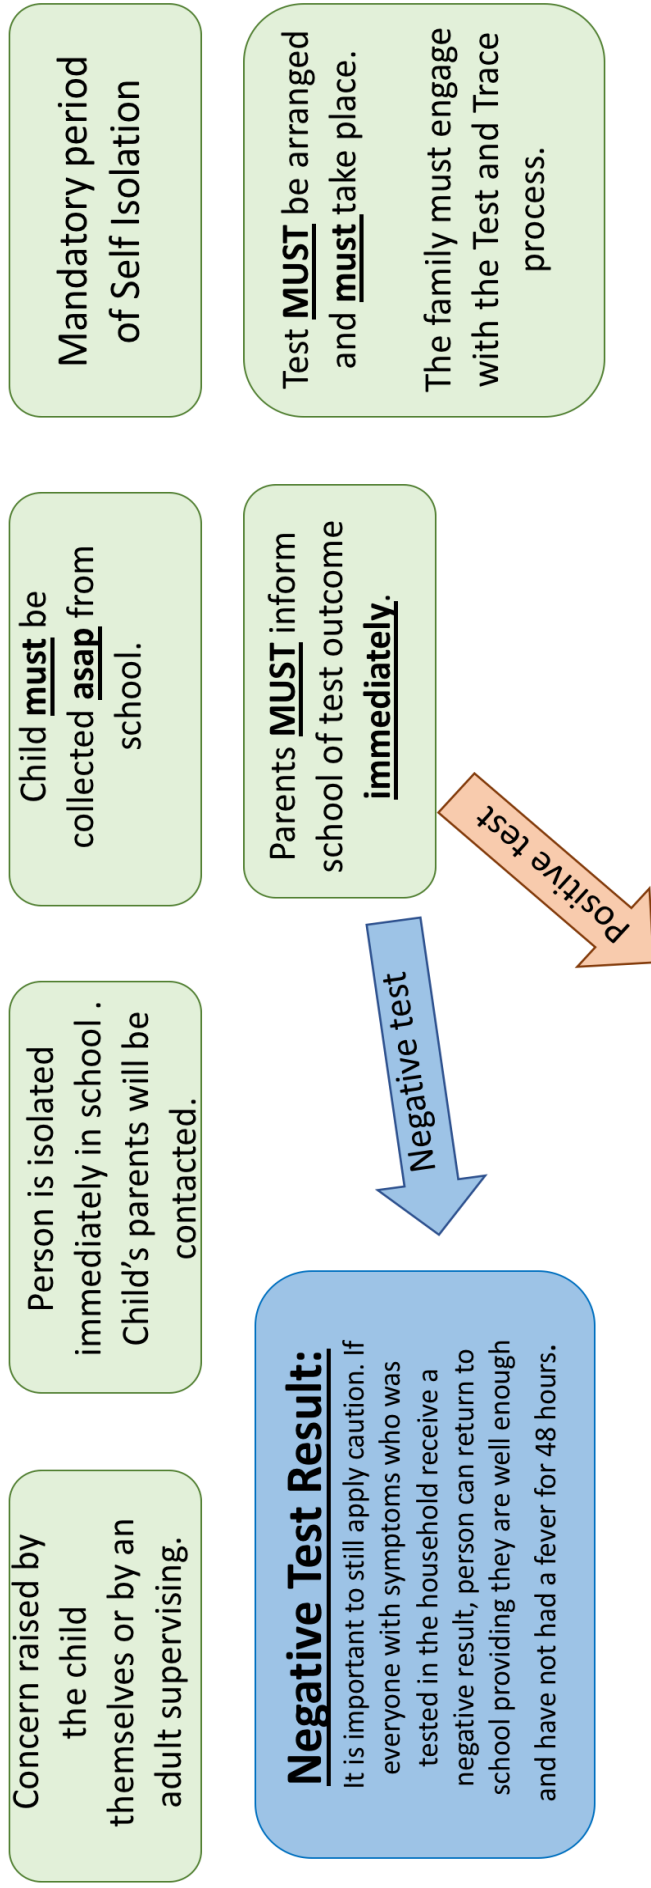 Concern raised by
the child
themselves or by an
adult supervising.
Person is isolated
immediately in school .
Child's parents will be
contacted.
Child must be
collected asap from
school.
Mandatory period
of Self Isolation
Test MUST be arranged
and must take place.
The family must engage
with the Test and Trace
process.
Parents MUST inform
school of test outcome
immediately.
Negative test
Positive test
Negative Test Result:
It is important to still apply caution. If
everyone with symptoms who was
tested in the household receive a
negative result, person can return to
school providing they are well enough
and have not had a fever for 48 hours.